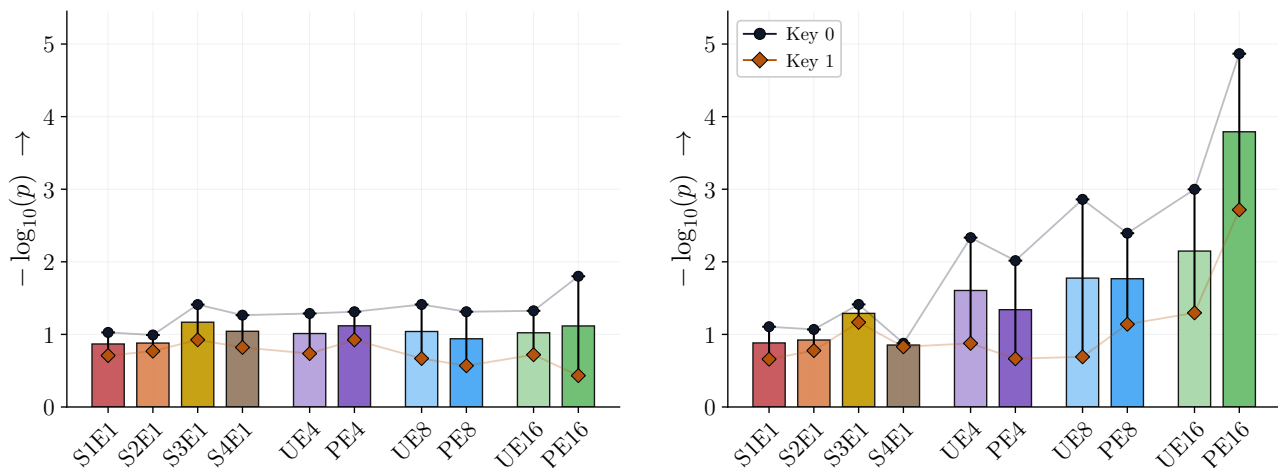 − log₁₀(p) →
5
4
3
2
1
0
S1E1
S2E1
S3E1
S4E1
UE4
PE4
UE8
PE8
UE16
PE16
− log₁₀(p) →
5
4
3
2
1
0
Key 0
Key 1
S1E1
S2E1
S3E1
S4E1
UE4
PE4
UE8
PE8
UE16
PE16